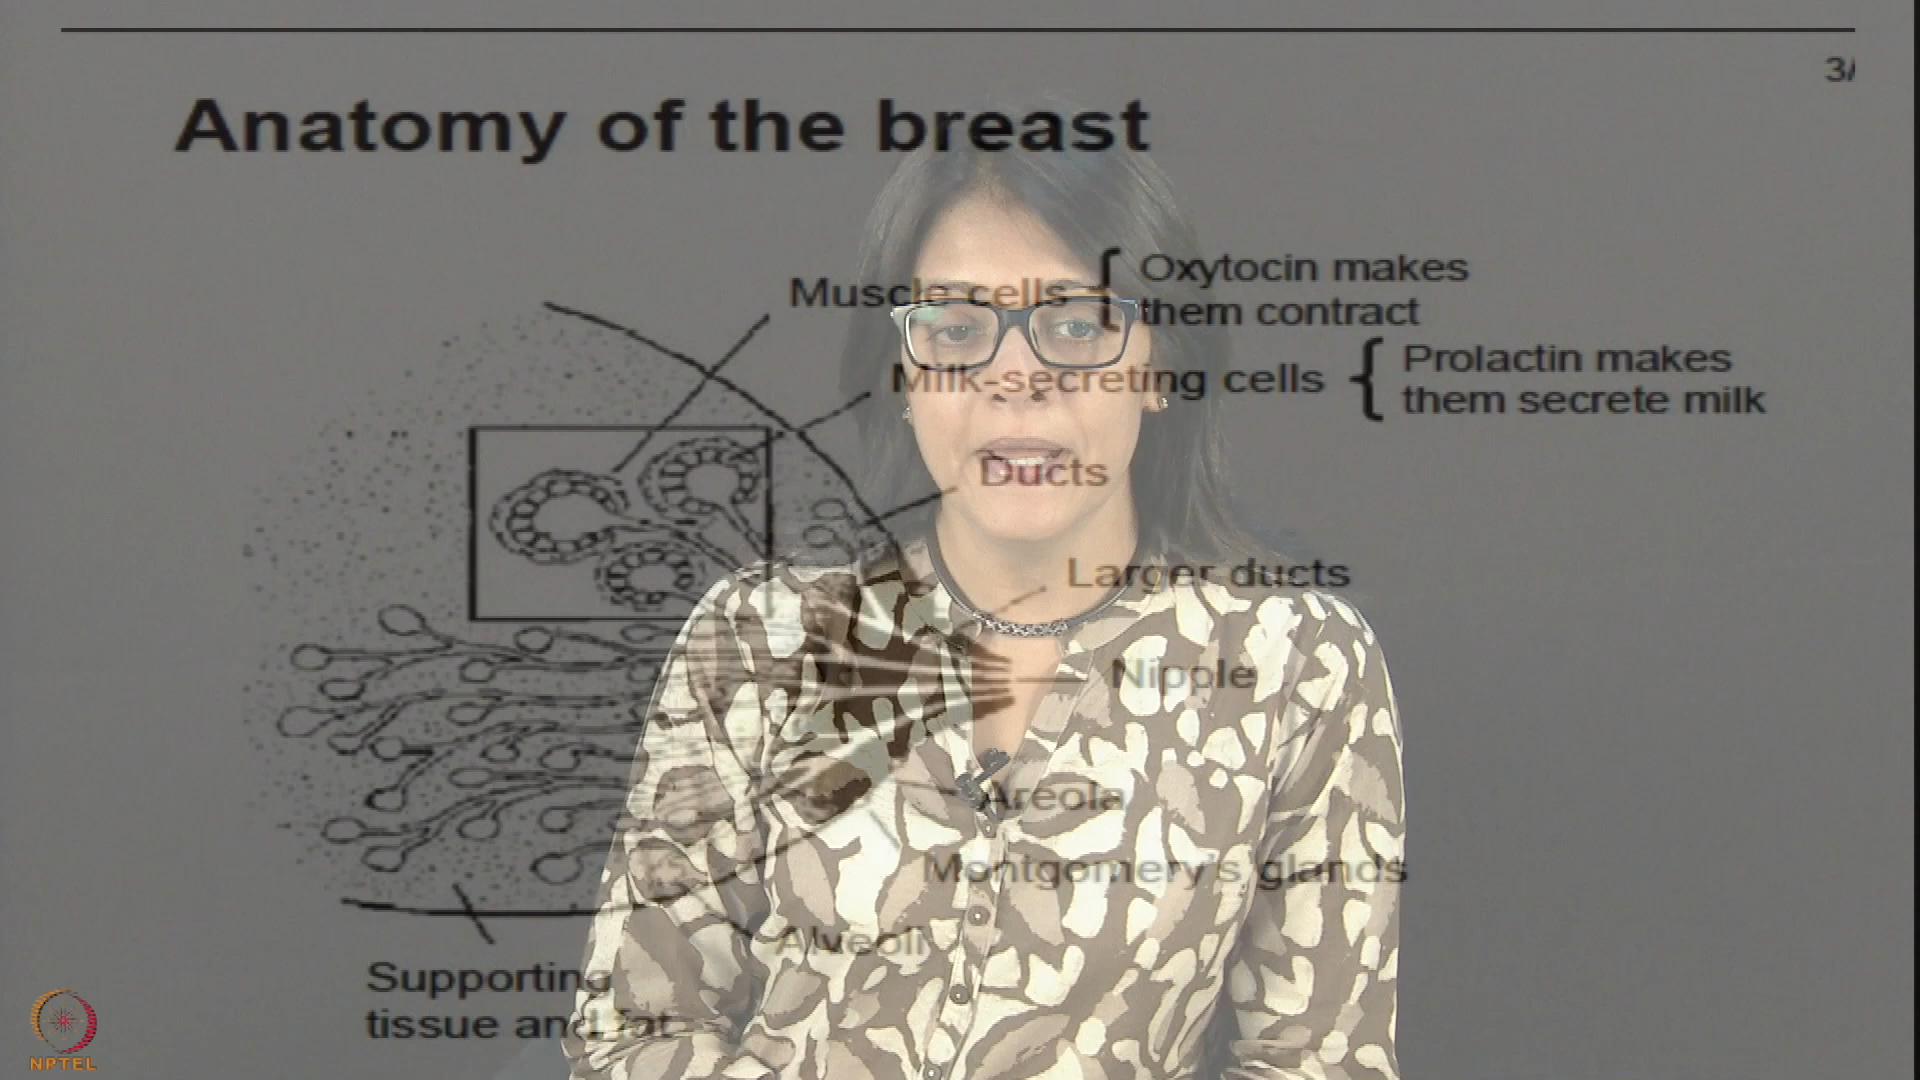 3/
Anatomy of the breast
Muscle cells { Oxytocin makes
them contract
Milk-secreting cells { Prolactin makes
them secrete milk
Ducts
Larger ducts
Nipple
Areola
Montgomery's glands
Alveoli
Supporting
tissue and fat
NPTEL